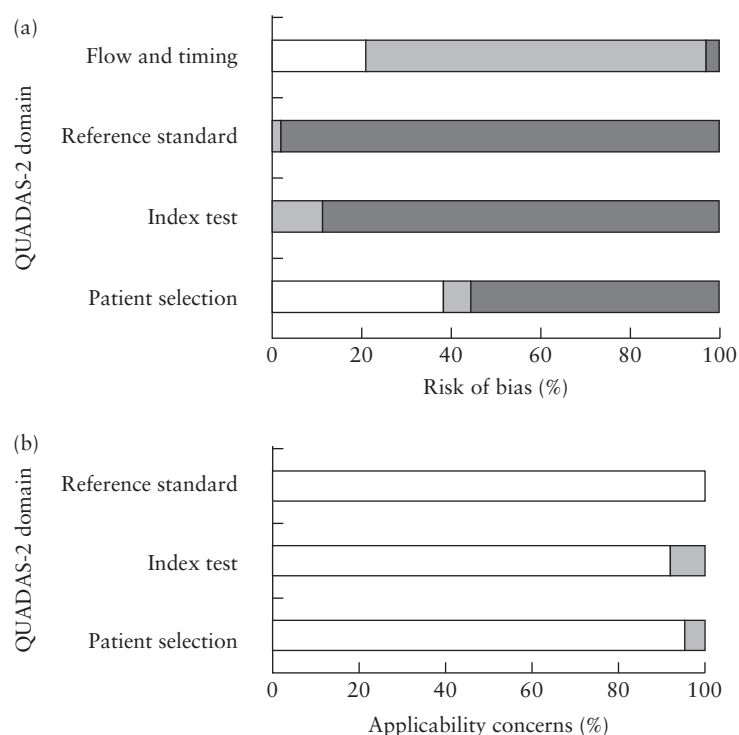 (a)
QUADAS-2 domain
Flow and timing
Reference standard
Index test
Patient selection
0 20 40 60 80 100
Risk of bias (%)
(b)
QUADAS-2 domain
Reference standard
Index test
Patient selection
0 20 40 60 80 100
Applicability concerns (%)